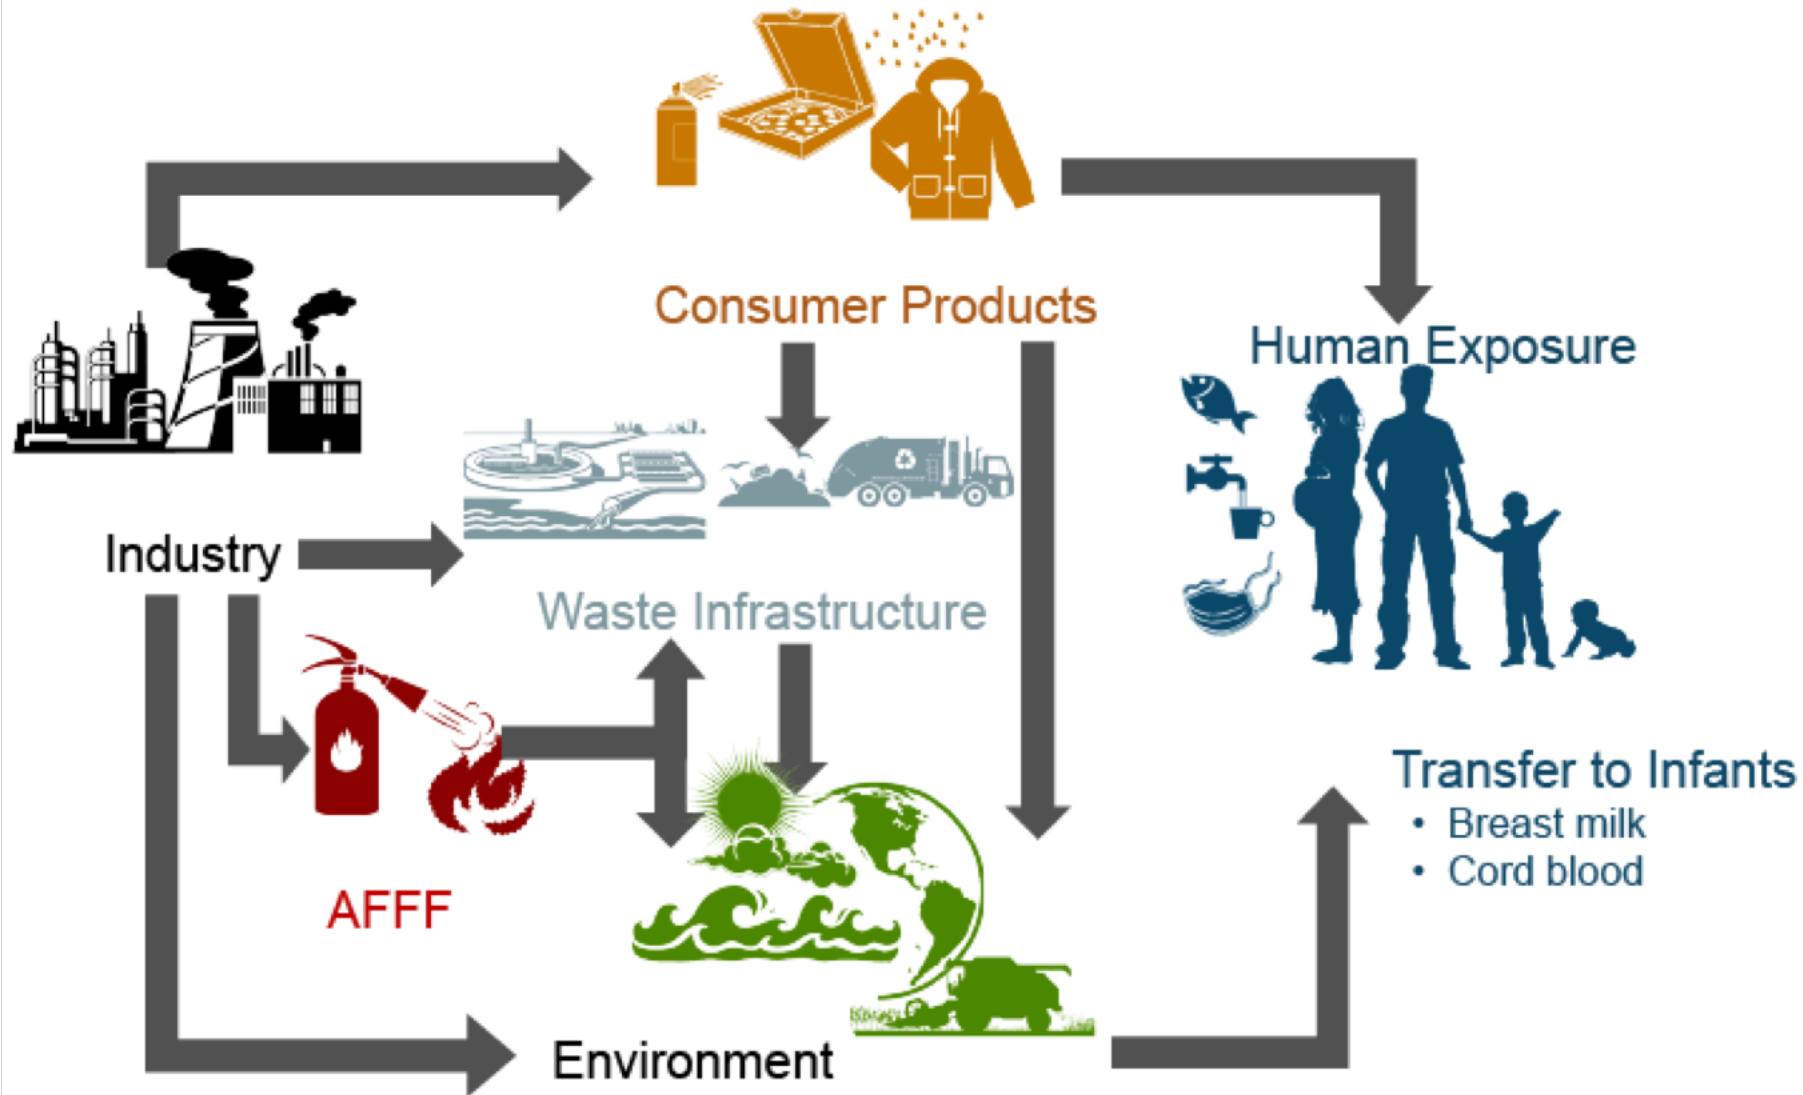 Consumer Products
Human Exposure
Industry
Waste Infrastructure
Transfer to Infants
• Breast milk
• Cord blood
AFFF
Environment